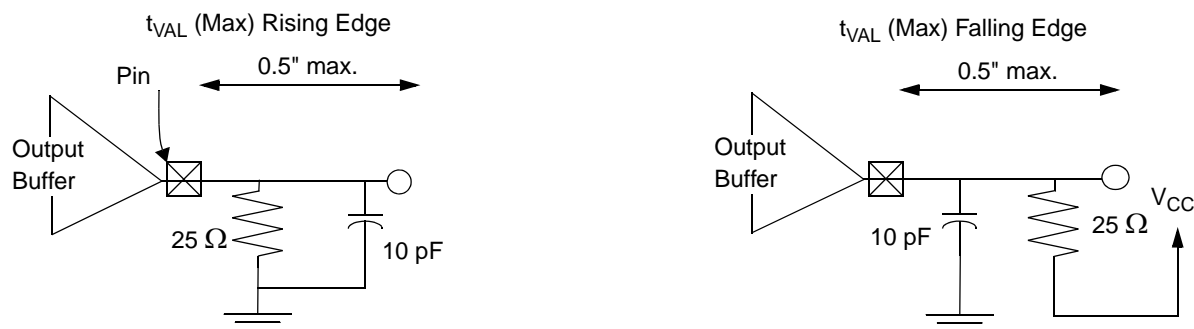 t_VAL (Max) Rising Edge
0.5" max.
Pin
Output
Buffer
25 Ω
10 pF
t_VAL (Max) Falling Edge
0.5" max.
Output
Buffer
10 pF
25 Ω
V_CC